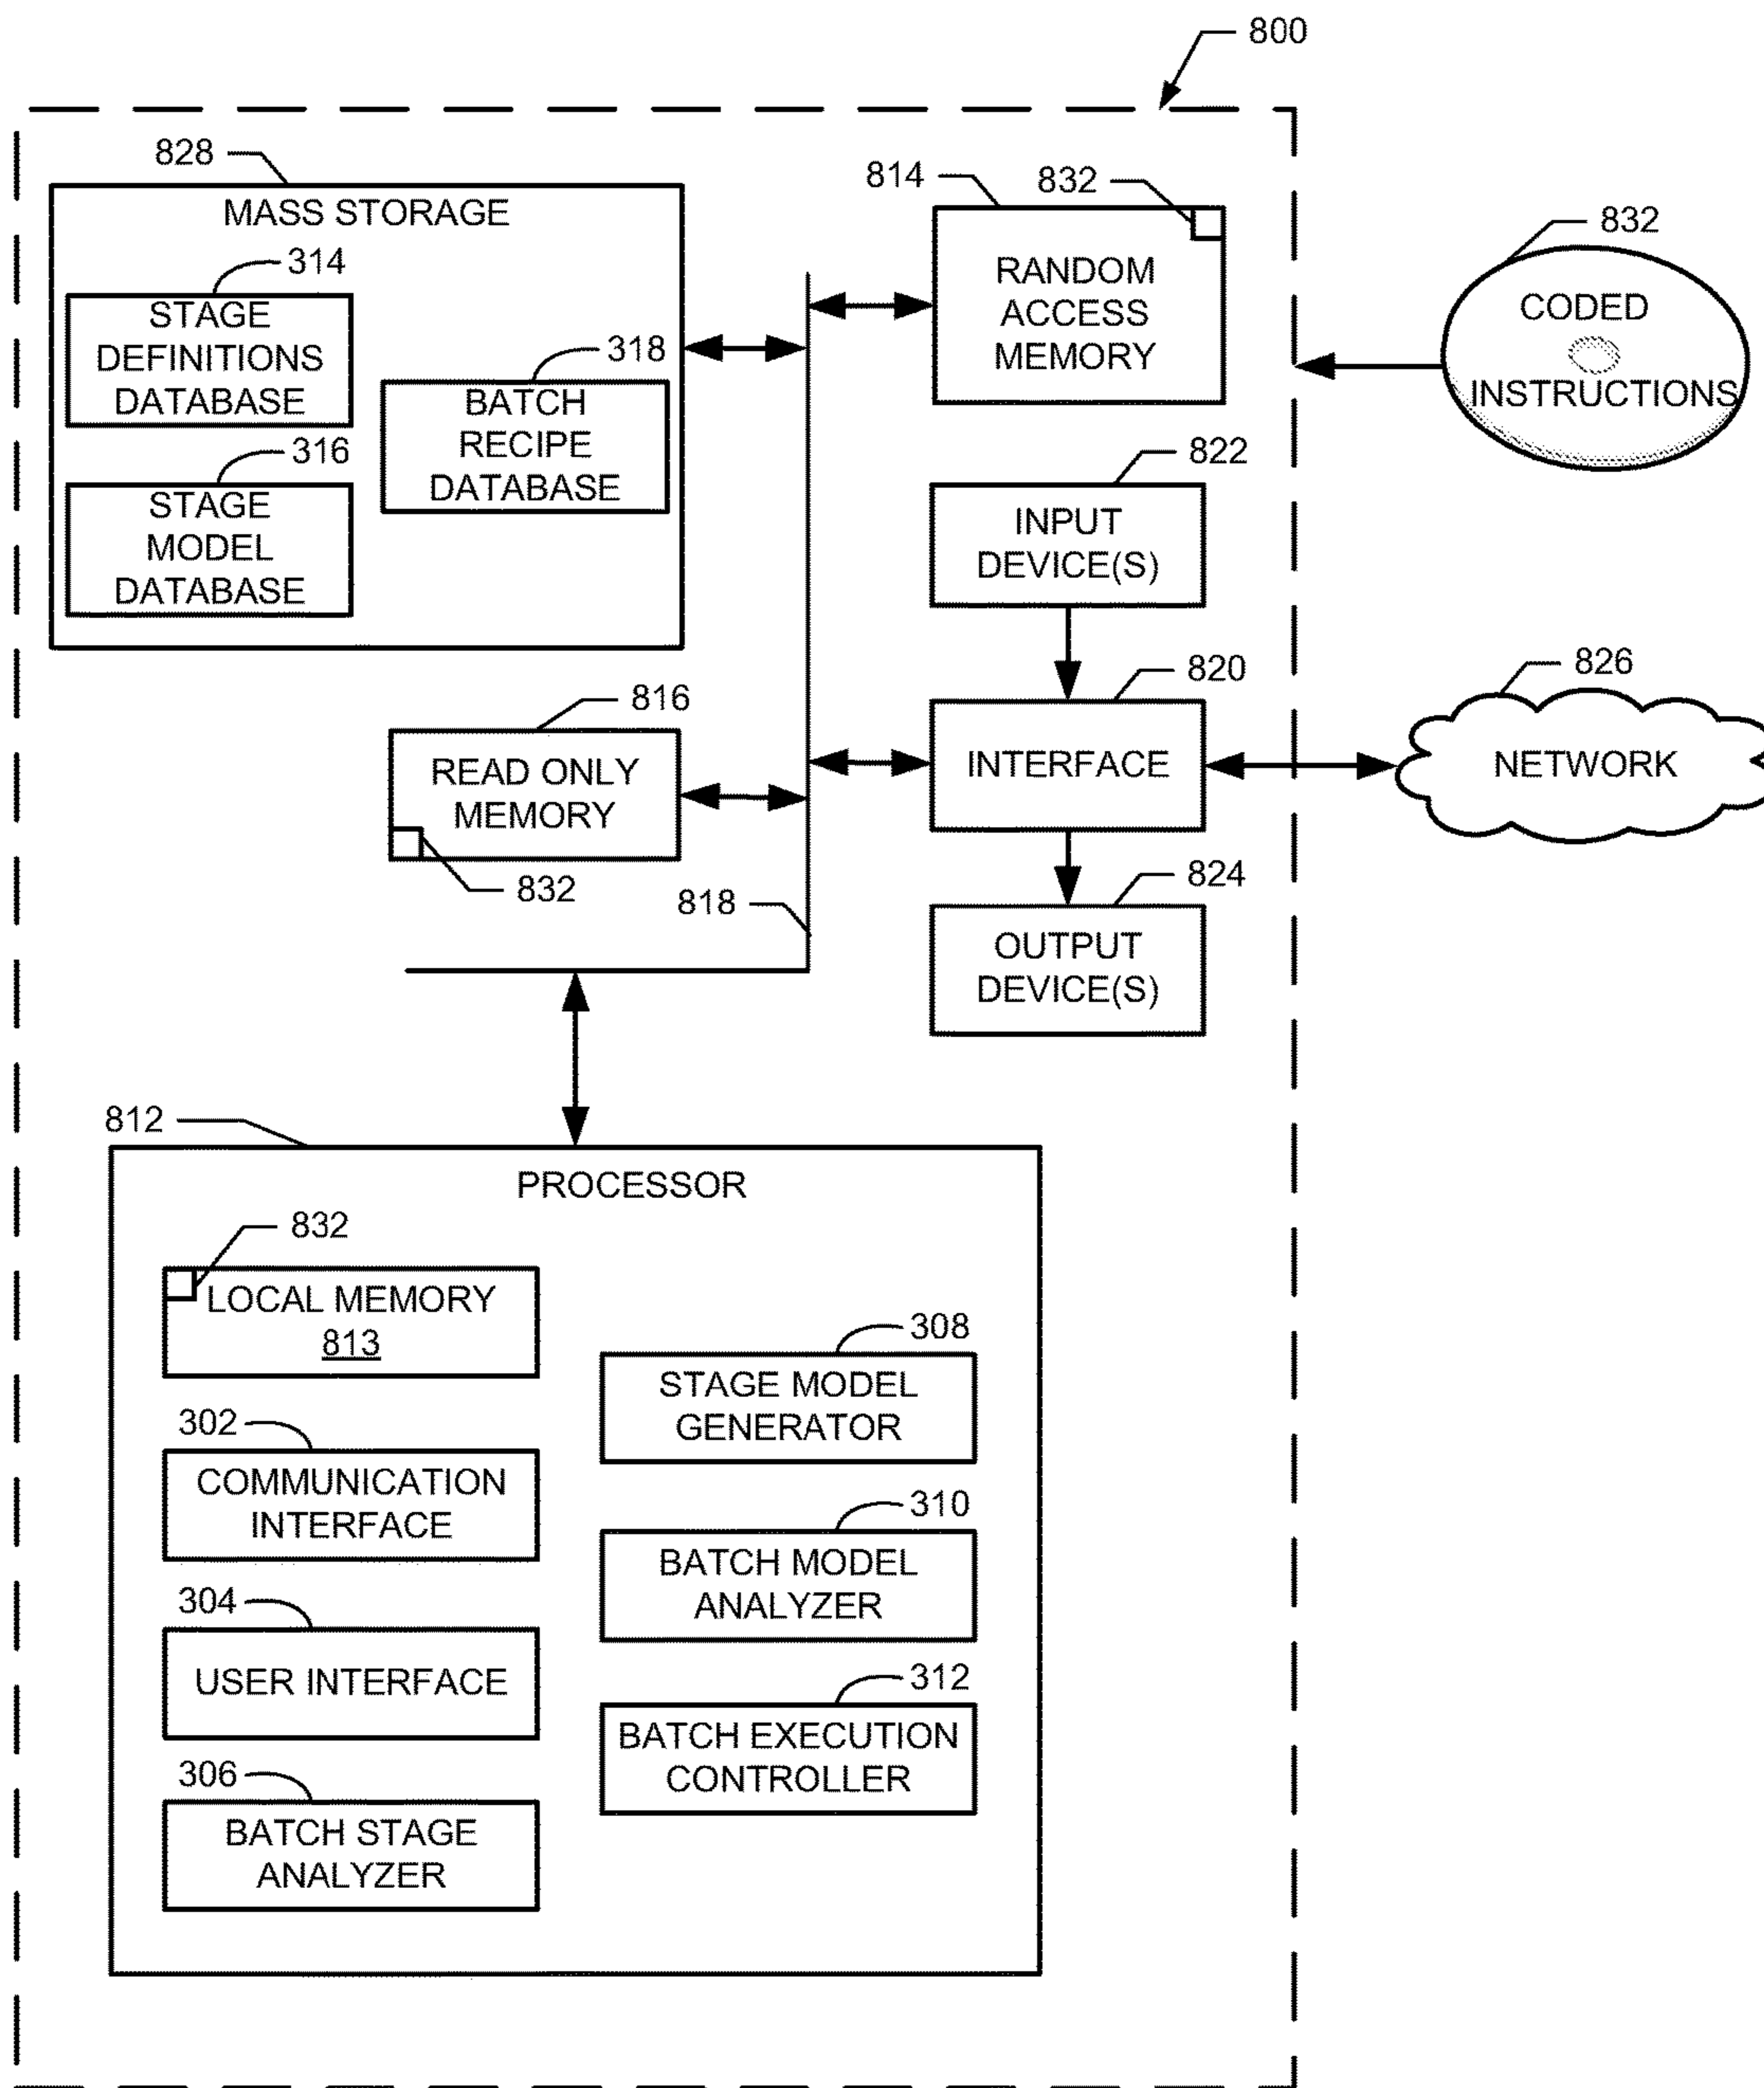 800
828
MASS STORAGE
314
STAGE
DEFINITIONS
DATABASE
318
BATCH
RECIPE
DATABASE
316
STAGE
MODEL
DATABASE
814
832
RANDOM
ACCESS
MEMORY
832
CODED
INSTRUCTIONS
822
INPUT
DEVICE(S)
816
READ ONLY
MEMORY
832
820
INTERFACE
826
NETWORK
818
824
OUTPUT
DEVICE(S)
812
PROCESSOR
832
LOCAL MEMORY
813
302
COMMUNICATION
INTERFACE
304
USER INTERFACE
306
BATCH STAGE
ANALYZER
308
STAGE MODEL
GENERATOR
310
BATCH MODEL
ANALYZER
312
BATCH EXECUTION
CONTROLLER